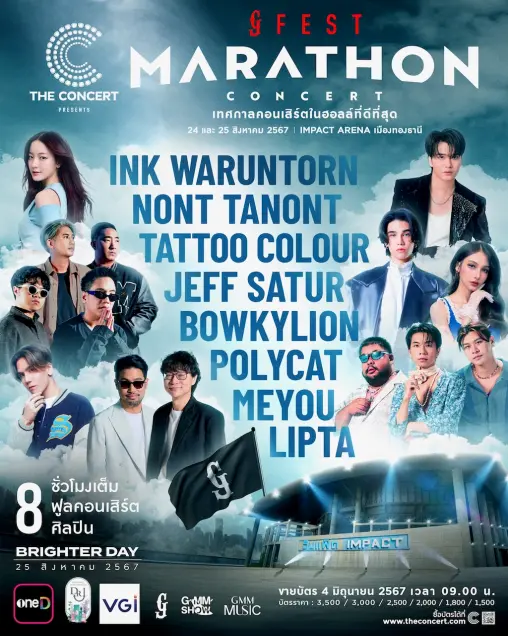 G FEST
MARATHON
CONCERT
THE CONCERT
PRESENTS
เทศกาลคอนเสิร์ตในฮอลล์ที่ดีที่สุด
24 และ 25 สิงหาคม 2567 | IMPACT ARENA เมืองทองธานี
INK WARUNTORN
NONT TANONT
TATTOO COLOUR
JEFF SATUR
BOWKYLION
POLYCAT
MEYOU
LIPTA
G
8
ชั่วโมงเต็ม
ฟูลคอนเสิร์ต
ศิลปิน
BRIGHTER DAY
25 สิงหาคม 2567
IMPACT
oneD
VGI
G
GMM
SHOW
GMM
MUSIC
ขายบัตร 4 มิถุนายน 2567 เวลา 09.00 น.
บัตรราคา : 3,500 / 3,000 / 2,500 / 2,000 / 1,800 / 1,500
ซื้อบัตรได้ที่
www.theconcert.com